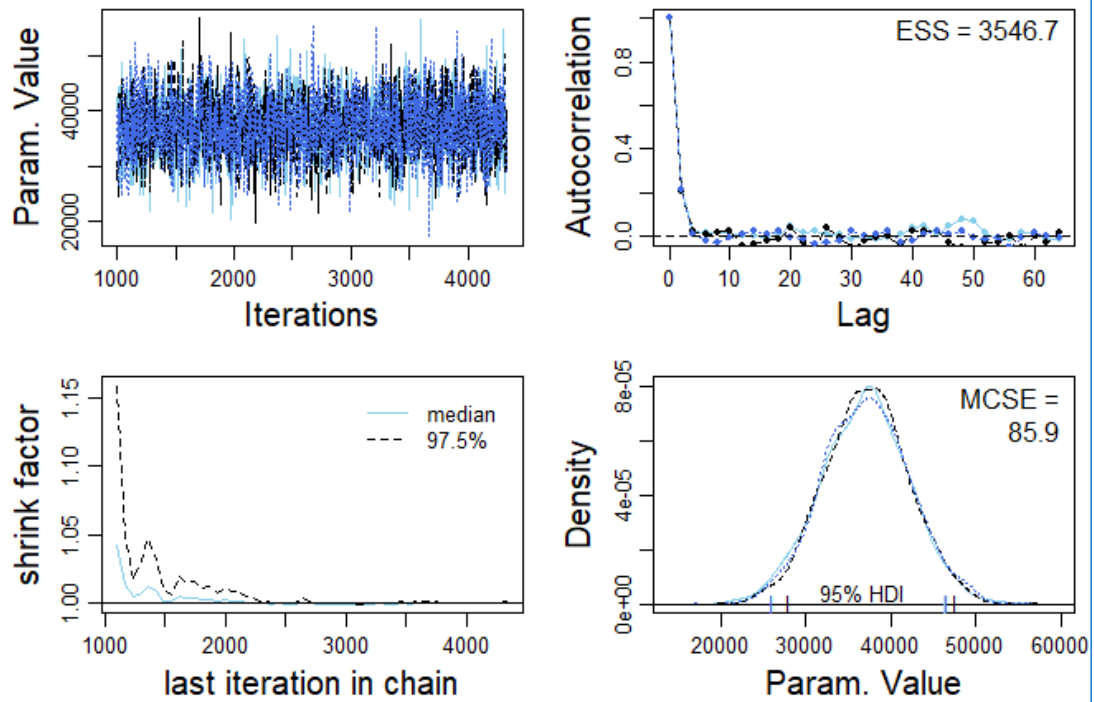 Param. Value
20000
40000
1000
2000
3000
4000
Iterations
Autocorrelation
0.0
0.4
0.8
ESS = 3546.7
0
10
20
30
40
50
60
Lag
shrink factor
1.00
1.05
1.10
1.15
median
97.5%
1000
2000
3000
4000
last iteration in chain
Density
0e+00
4e-05
8e-05
MCSE =
85.9
95% HDI
20000
30000
40000
50000
60000
Param. Value